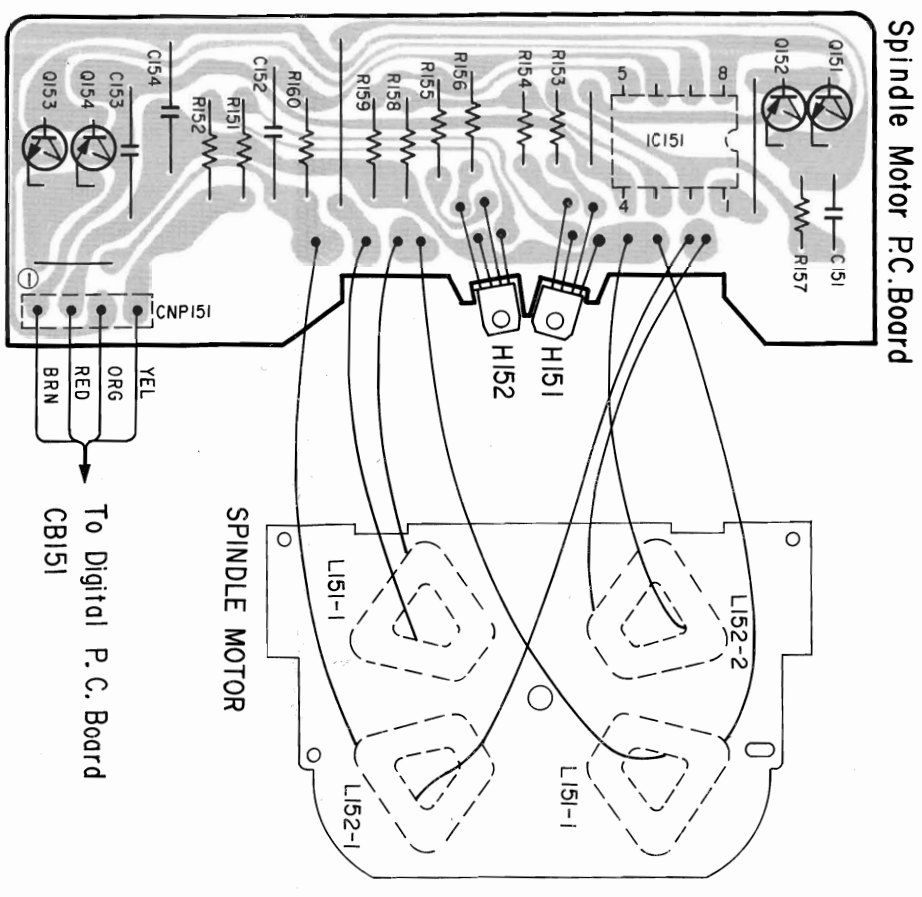 Spindle Motor P.C.Board
Q153
Q154
C153
C154
R152
R151
C152
R160
R159
R158
R155
R156
R154
R153
5
8
IC151
4
1
Q152
Q151
R157
C151
⊖
CNP151
BRN
RED
ORG
YEL
To Digital P.C. Board
CB151
H152
H151
SPINDLE MOTOR
L151-1
L152-2
L152-1
L151-1